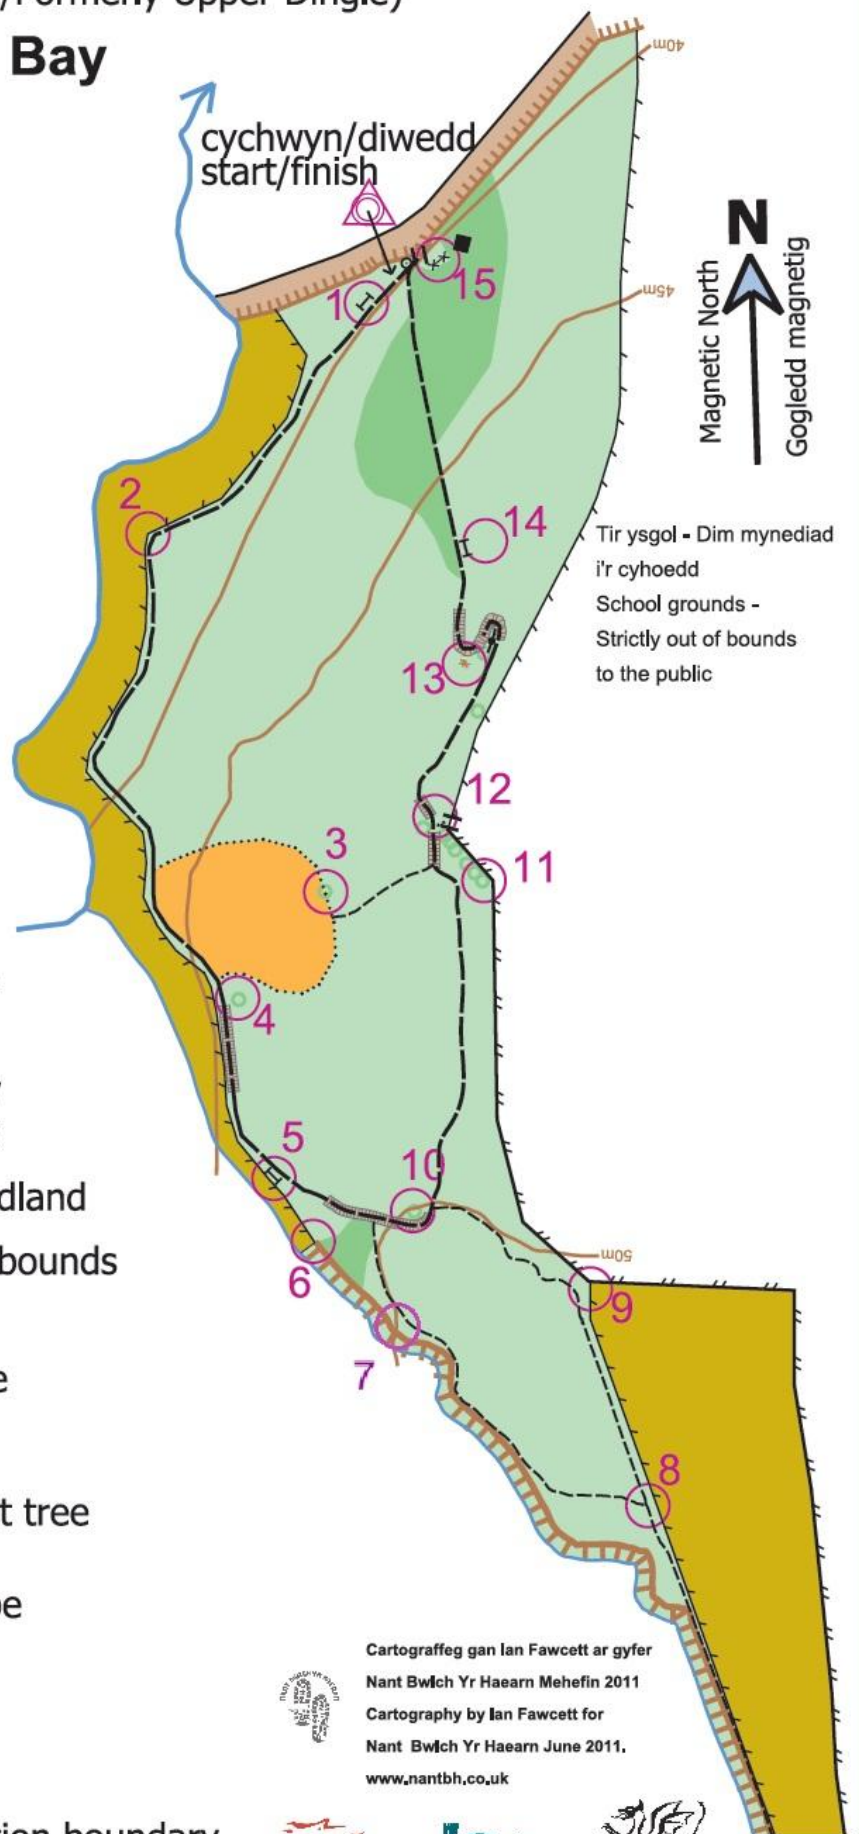 Bay
cychwyn/diwedd
start/finish
40m
N
Magnetic North
Gogledd magnetig
15
1
45m
2
14
Tir ysgol - Dim mynediad
i'r cyhoedd
School grounds -
Strictly out of bounds
to the public
13
12
3
11
4
5
10
dland
bounds
50m
6
9
7
8
t tree
Cartograffeg gan Ian Fawcett ar gyfer
Nant Bwlch Yr Haearn Mehefin 2011
Cartography by Ian Fawcett for
Nant Bwlch Yr Haearn June 2011.
www.nantbh.co.uk